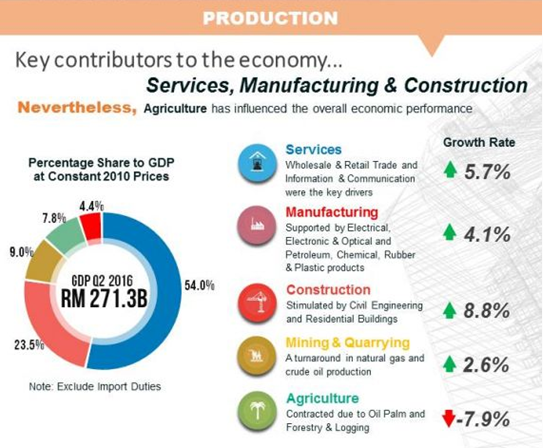 PRODUCTION
Key contributors to the economy...
Services, Manufacturing & Construction
Nevertheless, Agriculture has influenced the overall economic performance
Percentage Share to GDP
at Constant 2010 Prices
4.4%
7.8%
9.0%
54.0%
23.5%
GDP Q2 2016
RM 271.3B
Note: Exclude Import Duties
Growth Rate
Services
Wholesale & Retail Trade and
Information & Communication
were the key drivers
5.7%
Manufacturing
Supported by Electrical,
Electronic & Optical and
Petroleum, Chemical, Rubber
& Plastic products
4.1%
Construction
Stimulated by Civil Engineering
and Residential Buildings
8.8%
Mining & Quarrying
A turnaround in natural gas and
crude oil production
2.6%
Agriculture
Contracted due to Oil Palm and
Forestry & Logging
-7.9%